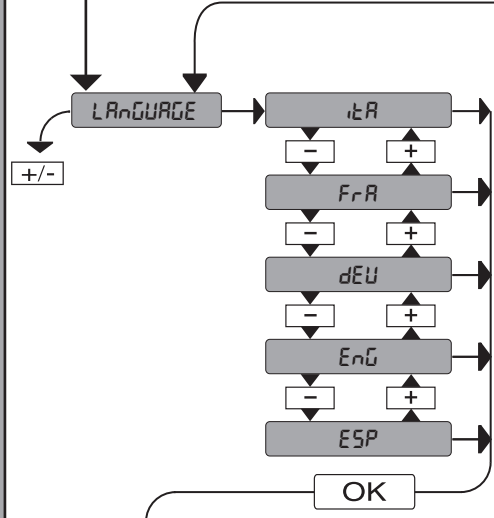 LAnGUAGE
itA
+/-
- +
FrA
- +
dEU
- +
EnG
- +
ESP
OK